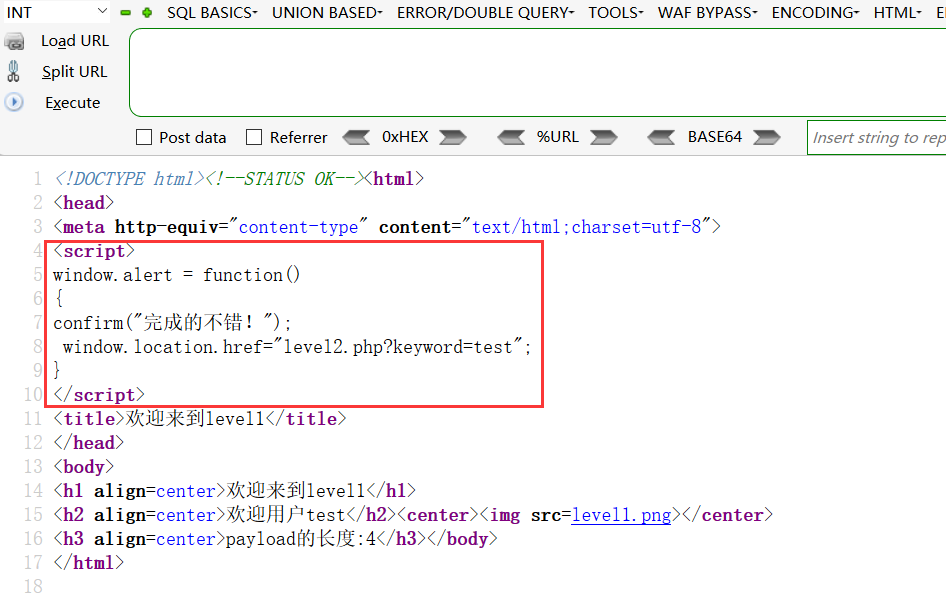 INT SQL BASICS UNION BASED ERROR/DOUBLE QUERY TOOLS WAF BYPASS ENCODING HTML
Load URL
Split URL
Execute
Post data Referrer 0xHEX %URL BASE64 Insert string to rep
1 <!DOCTYPE html><!--STATUS OK--><html>
2 <head>
3 <meta http-equiv="content-type" content="text/html;charset=utf-8">
4 <script>
5 window.alert = function()
6 {
7 confirm("完成的不错！");
8 window.location.href="level2.php?keyword=test";
9 }
10 </script>
11 <title>欢迎来到level1</title>
12 </head>
13 <body>
14 <h1 align=center>欢迎来到level1</h1>
15 <h2 align=center>欢迎用户test</h2><center><img src=level1.png></center>
16 <h3 align=center>payload的长度:4</h3></body>
17 </html>
18